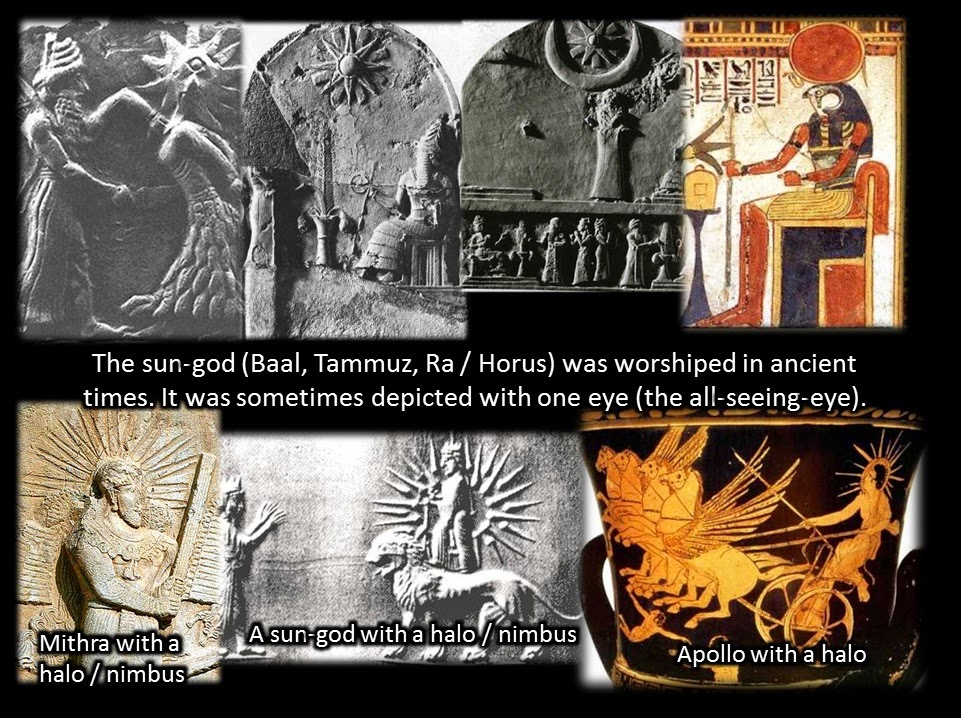 The sun-god (Baal, Tammuz, Ra / Horus) was worshiped in ancient
times. It was sometimes depicted with one eye (the all-seeing-eye).
Mithra with a
halo / nimbus
A sun-god with a halo / nimbus
Apollo with a halo